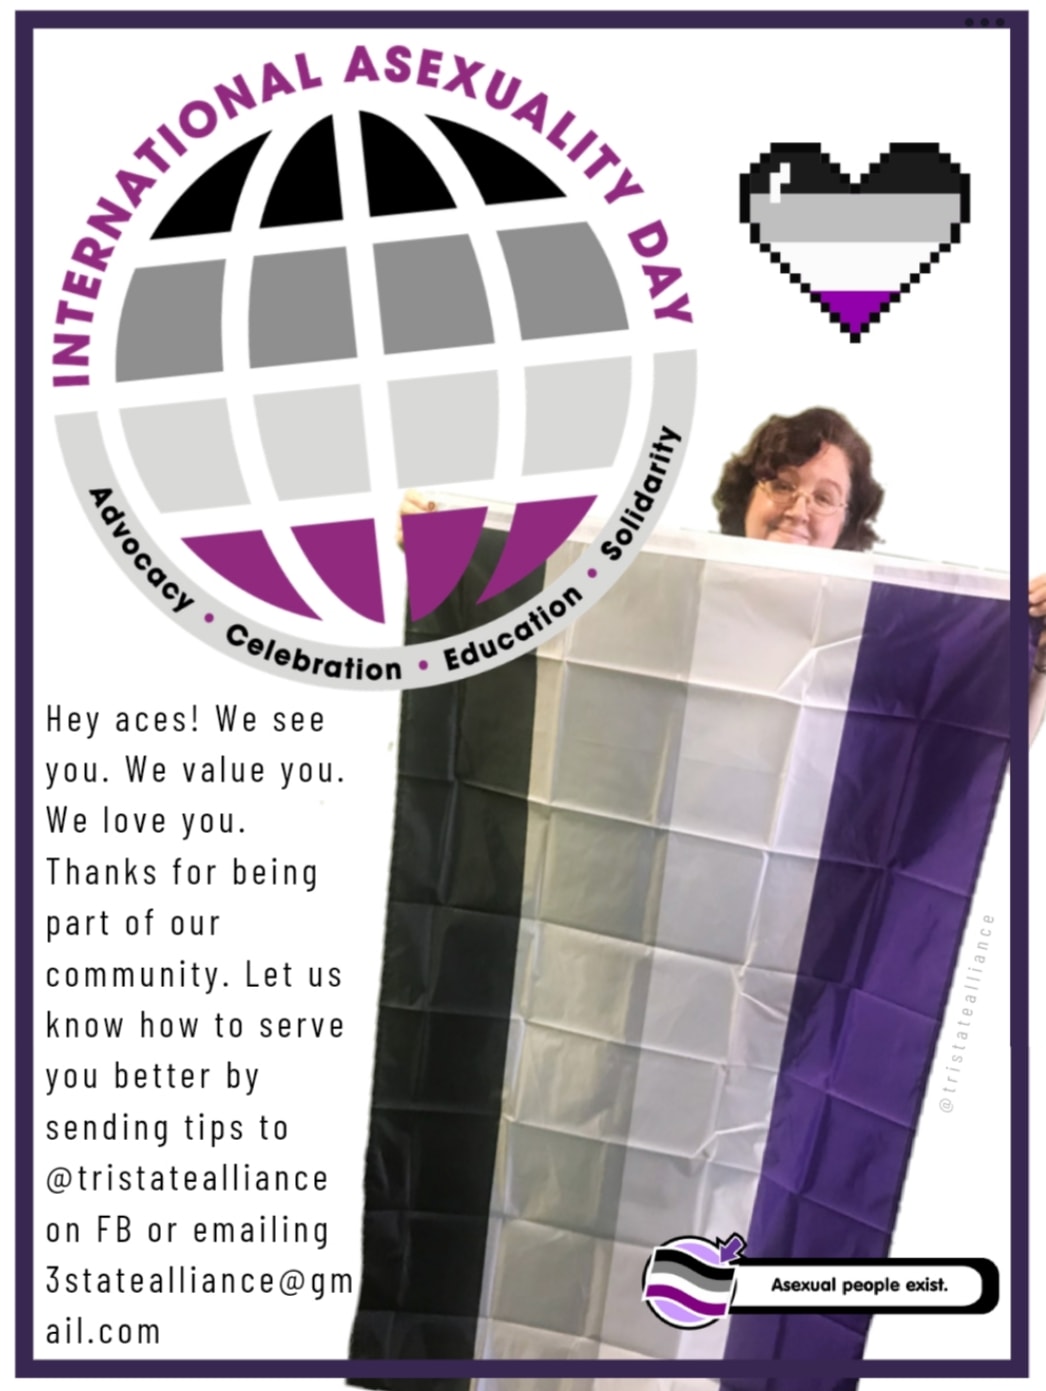 INTERNATIONAL ASEXUALITY DAY
Advocacy • Celebration • Education • Solidarity
Hey aces! We see
you. We value you.
We love you.
Thanks for being
part of our
community. Let us
know how to serve
you better by
sending tips to
@tristatealliance
on FB or emailing
3statealliance@gm
ail.com
@tristatealliance
Asexual people exist.